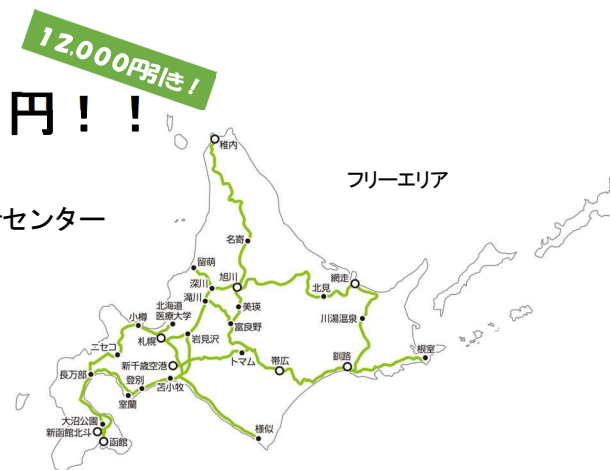 12,000円引き！
円！！
センター
フリーエリア
稚内
名寄
留萌
旭川
網走
深川
北見
滝川
美瑛
北海道
医療大学
川湯温泉
小樽
富良野
札幌
岩見沢
ニセコ
トマム
釧路
根室
新千歳空港
帯広
長万部
登別
苫小牧
室蘭
大沼公園
様似
新函館北斗
函館